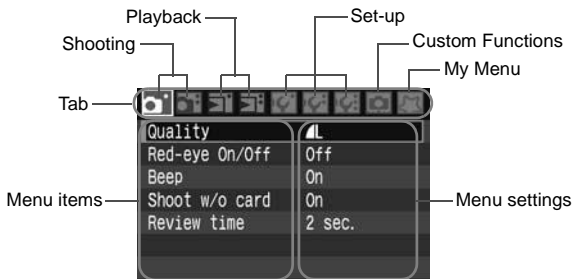 Playback
Set-up
Shooting
Custom Functions
My Menu
Tab
Quality L
Red-eye On/Off Off
Beep On
Menu items
Shoot w/o card On
Menu settings
Review time 2 sec.